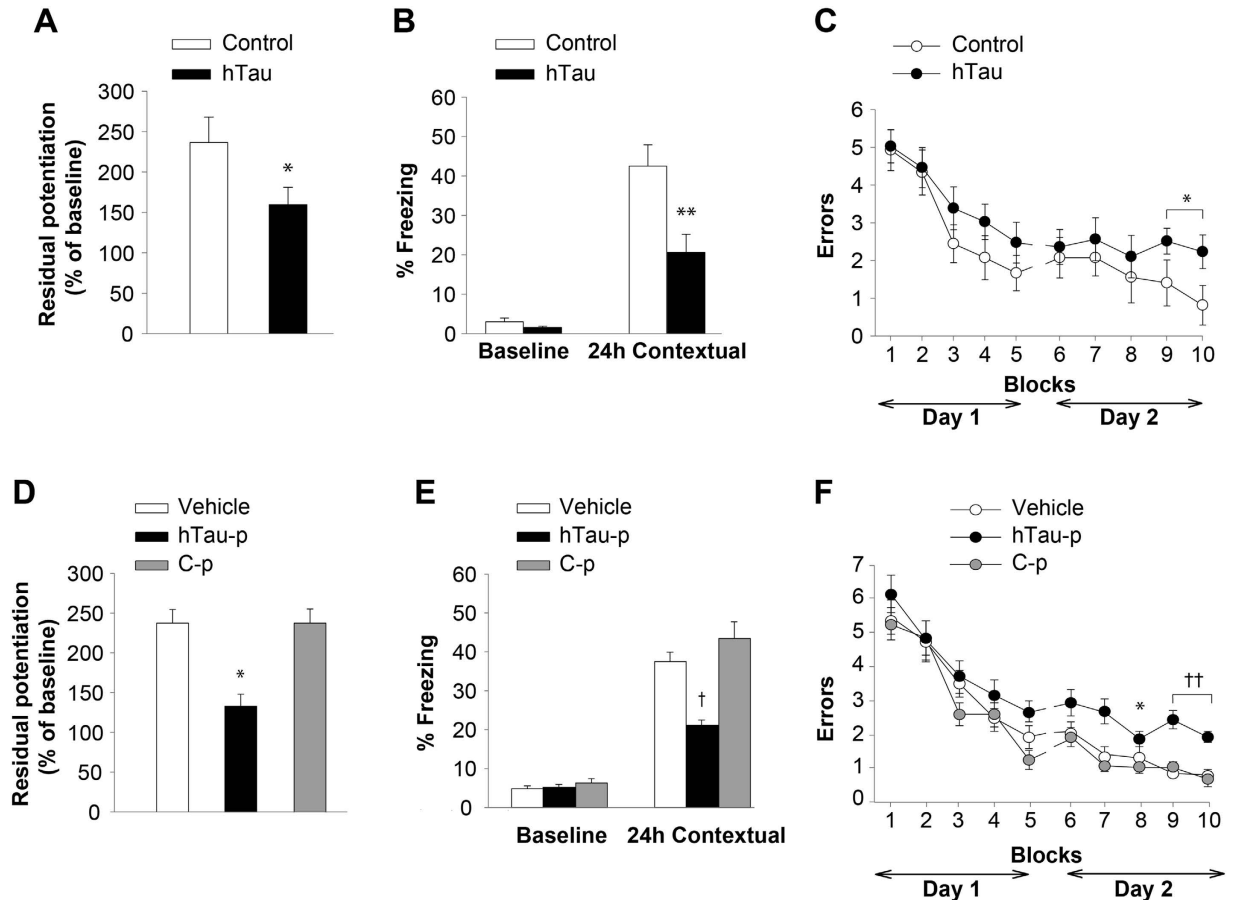 A
Control
hTau
Residual potentiation
(% of baseline)
300
250
200
150
100
50
0
*
B
Control
hTau
% Freezing
60
50
40
30
20
10
0
**
Baseline
24h Contextual
C
Control
hTau
Errors
6
5
4
3
2
1
0
*
1 2 3 4 5 6 7 8 9 10
Blocks
Day 1
Day 2
D
Vehicle
hTau-p
C-p
Residual potentiation
(% of baseline)
300
250
200
150
100
50
0
*
E
Vehicle
hTau-p
C-p
% Freezing
60
50
40
30
20
10
0
†
Baseline
24h Contextual
F
Vehicle
hTau-p
C-p
Errors
7
6
5
4
3
2
1
0
*
††
1 2 3 4 5 6 7 8 9 10
Blocks
Day 1
Day 2